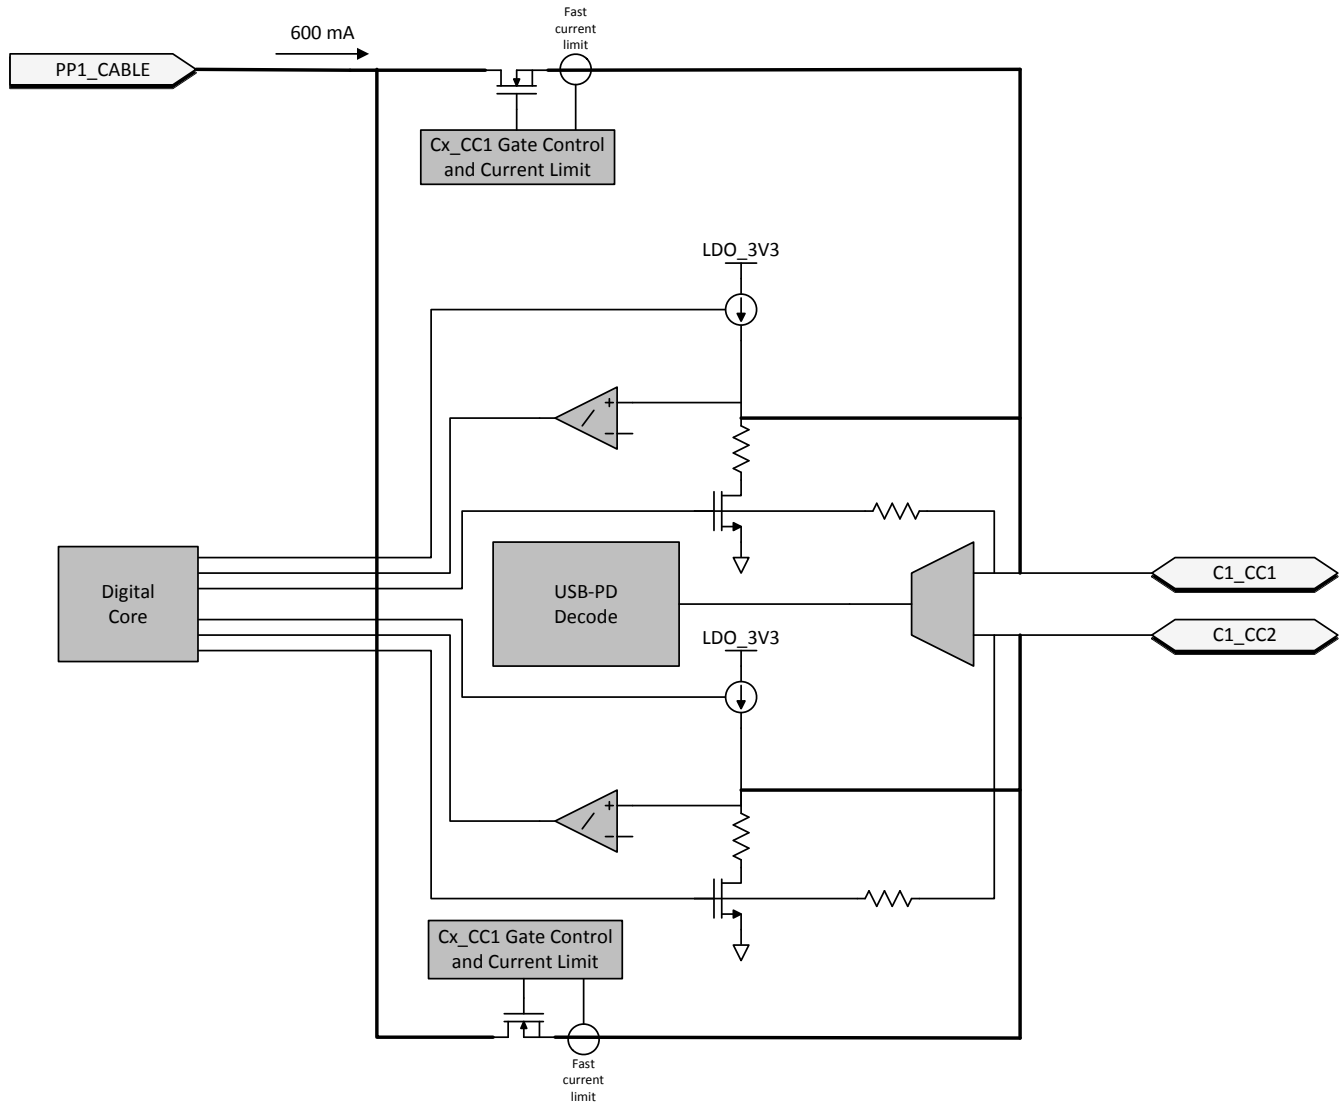 600 mA
Fast
current
limit
PP1_CABLE
Cx_CC1 Gate Control
and Current Limit
LDO_3V3
+
−
Digital
Core
USB-PD
Decode
C1_CC1
C1_CC2
LDO_3V3
+
−
Cx_CC1 Gate Control
and Current Limit
Fast
current
limit